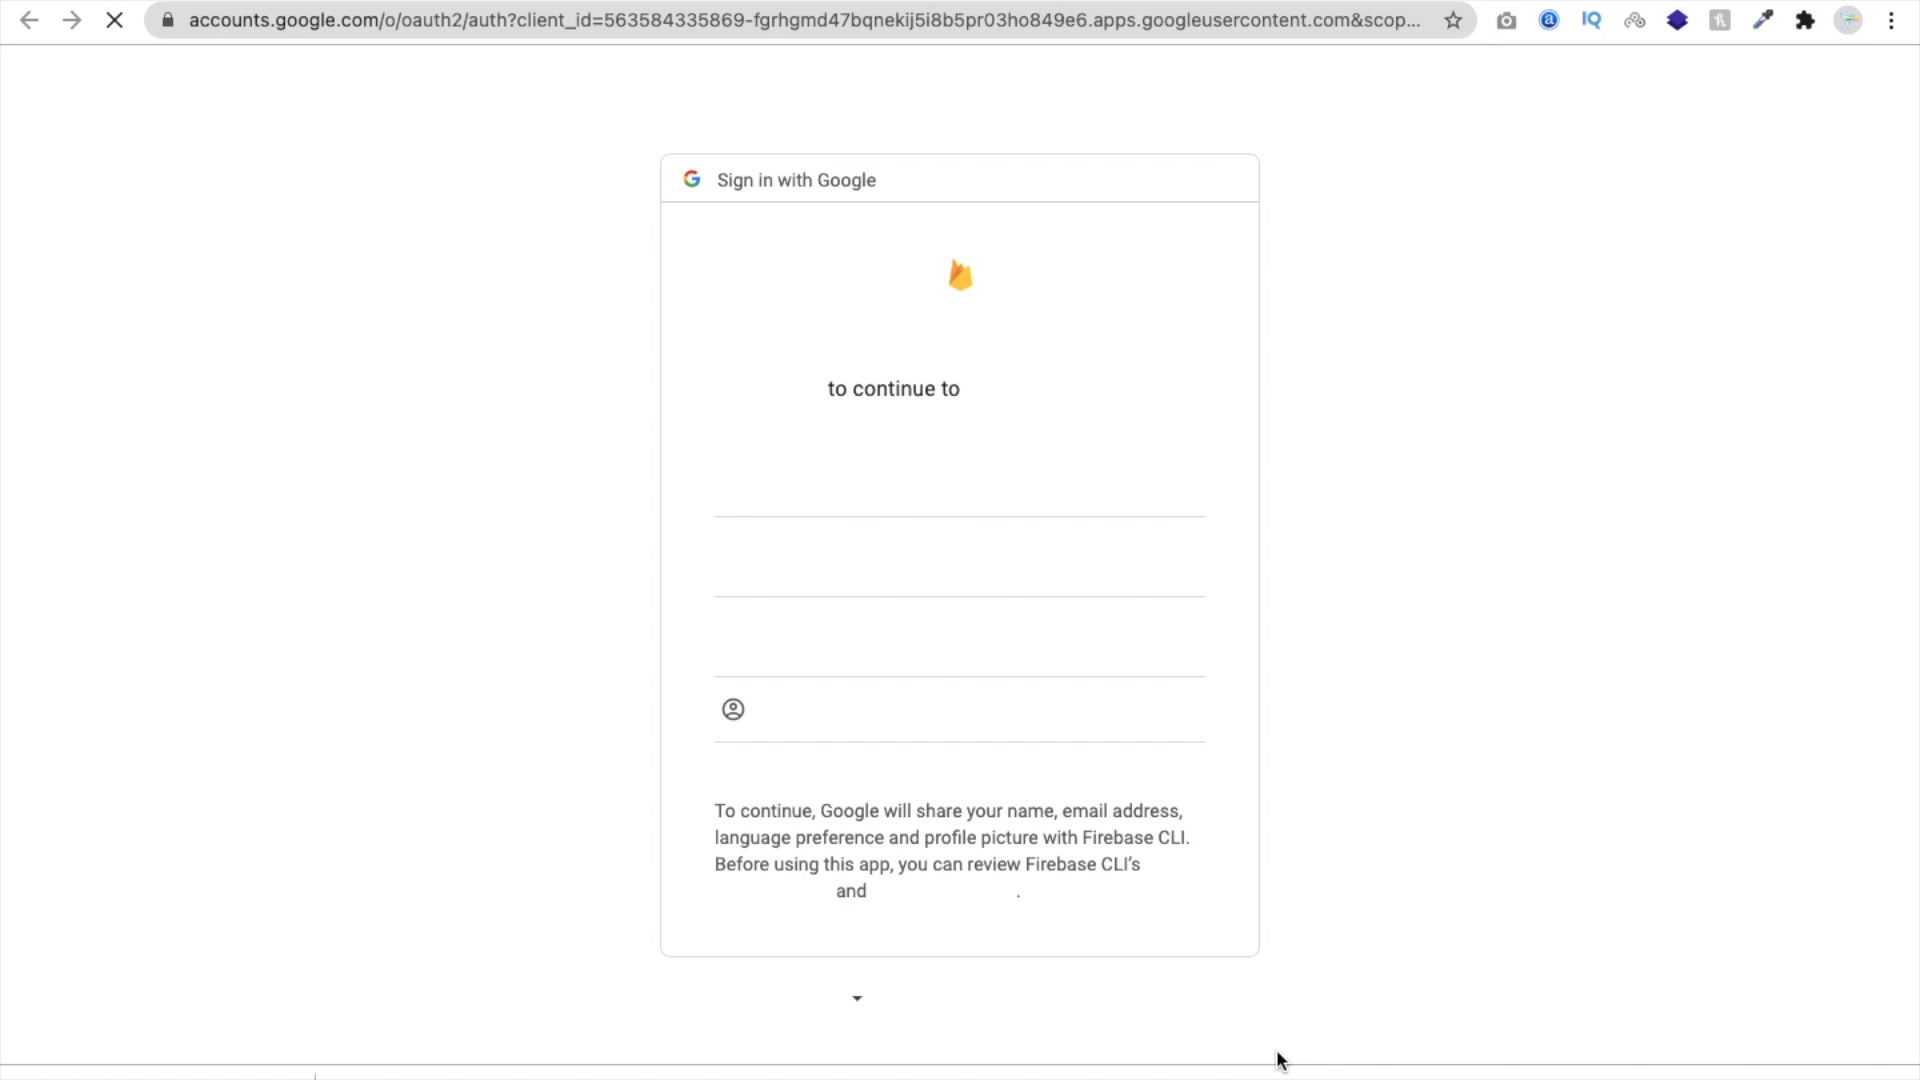 accounts.google.com/o/oauth2/auth?client_id=563584335869-fgrhgmd47bqnekij5i8b5pr03ho849e6.apps.googleusercontent.com&scop...
IQ
Sign in with Google
to continue to
To continue, Google will share your name, email address,
language preference and profile picture with Firebase CLI.
Before using this app, you can review Firebase CLI's
and .